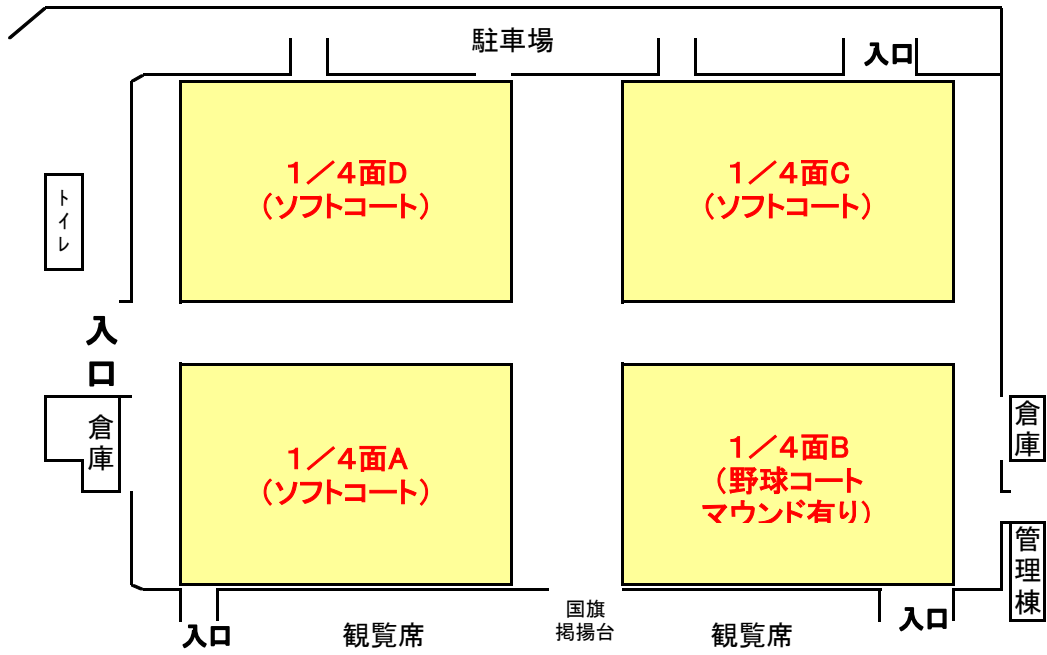 駐車場
入口
1／4面D
（ソフトコート）
1／4面C
（ソフトコート）
トイレ
入口
倉庫
1／4面A
（ソフトコート）
1／4面B
（野球コート
マウンド有り）
倉庫
管理棟
入口
観覧席
国旗
掲揚台
観覧席
入口